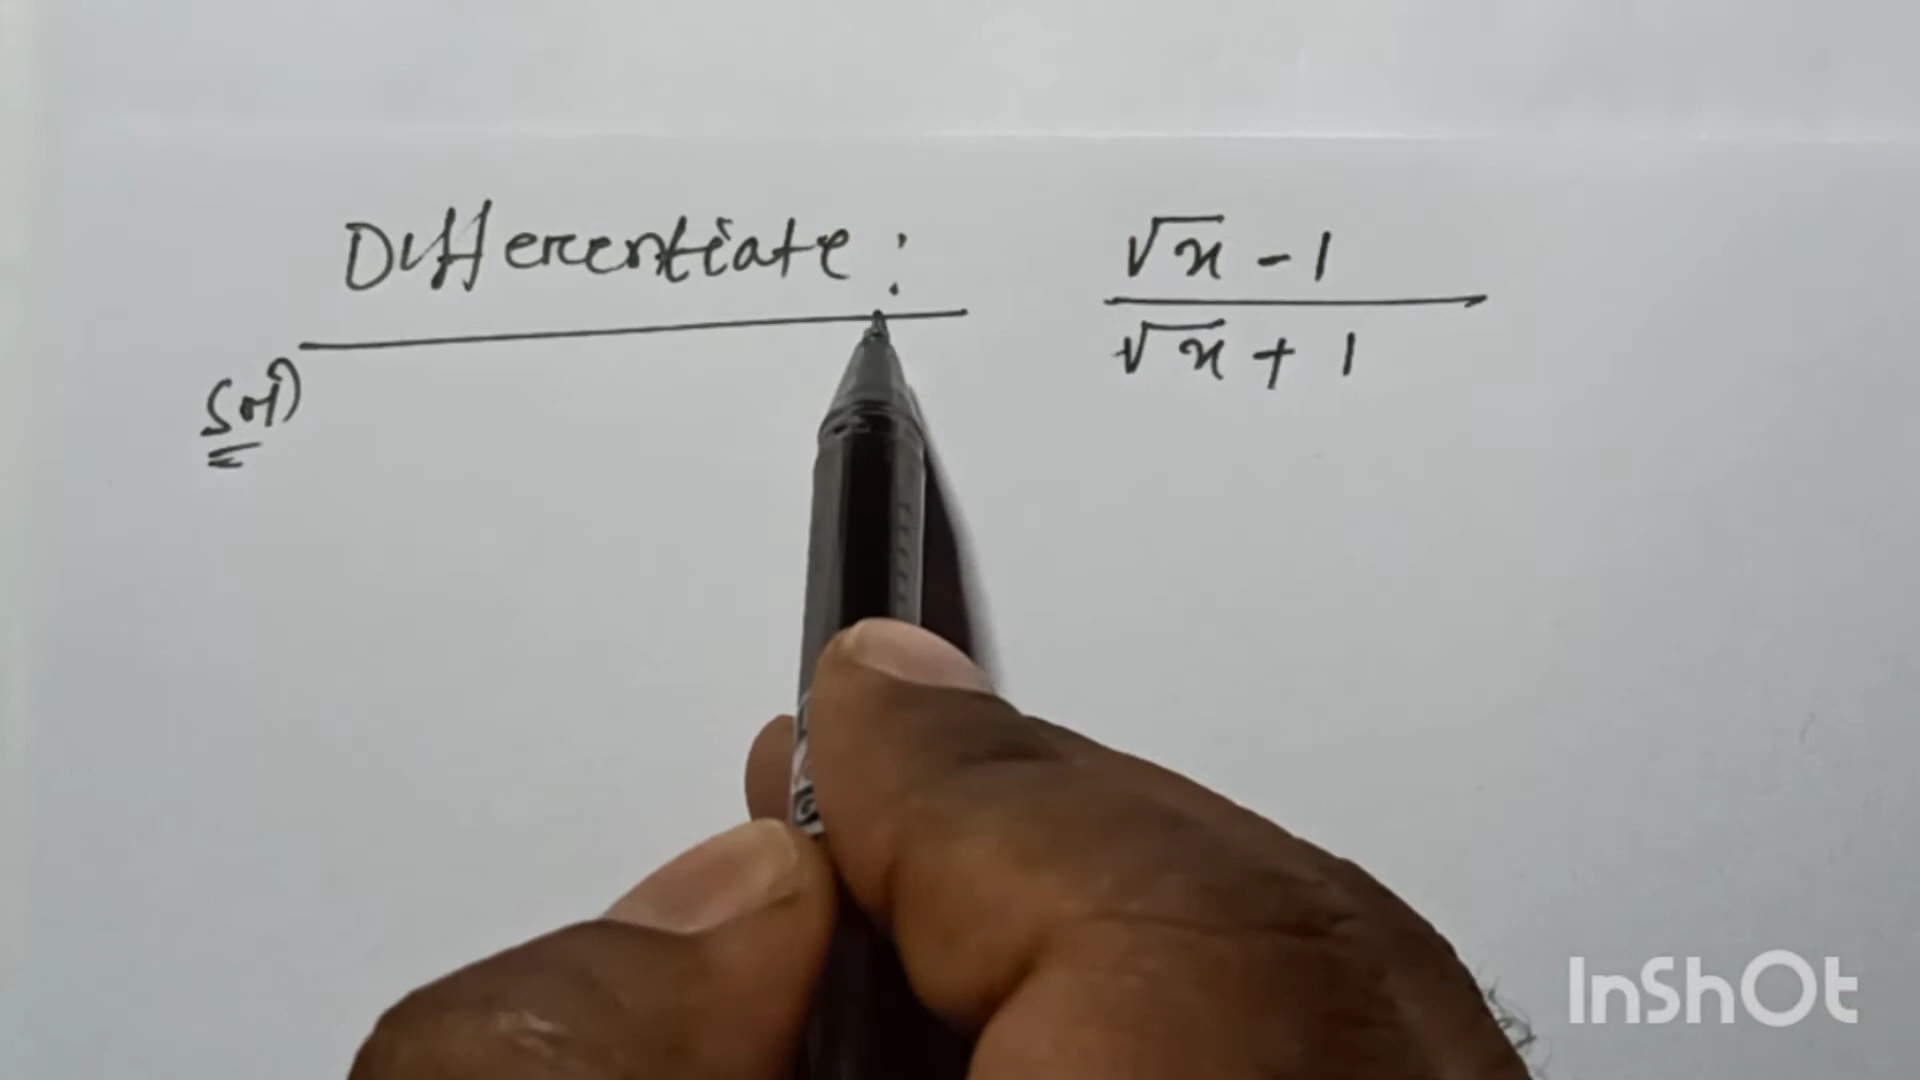 Differentiate : √x - 1 / √x + 1
Sol)
InShOt